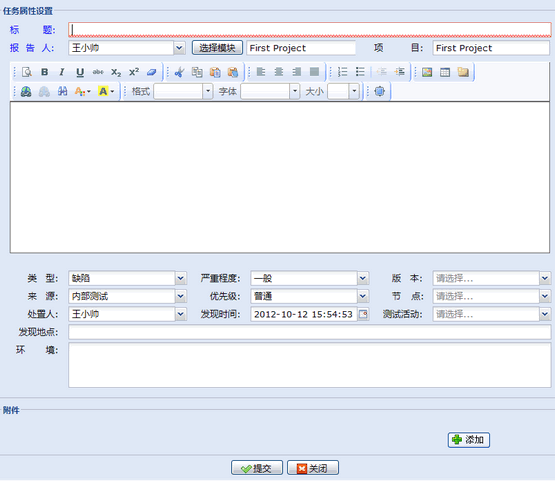 任务属性设置
标 题:
报 告 人: 王小帅 选择模块 First Project 项 目: First Project
B I U abc X₂ X²
格式 字体 大小
类 型: 缺陷 严重程度: 一般 版 本: 请选择...
来 源: 内部测试 优先级: 普通 节 点: 请选择...
处置人: 王小帅 发现时间: 2012-10-12 15:54:53 测试活动: 请选择...
发现地点:
环 境:
附件
添加
提交 关闭